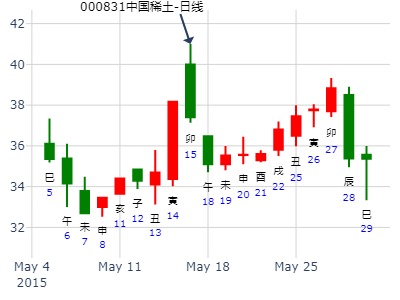 000831中国稀土-日线
42
40
38
36
34
32
巳
5
午
6
未
7
申
8
亥
11
子
12
丑
13
寅
14
卯
15
午
18
未
19
申
20
酉
21
戌
22
丑
25
寅
26
卯
27
辰
28
巳
29
May 4
2015
May 11
May 18
May 25